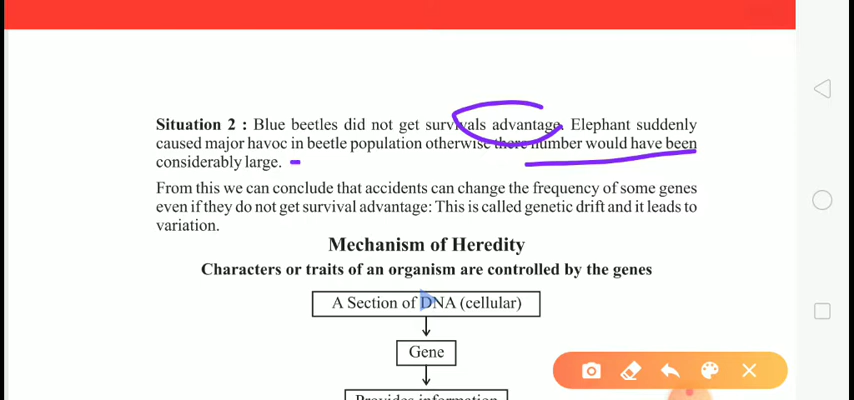 Situation 2 : Blue beetles did not get survivals advantage. Elephant suddenly
caused major havoc in beetle population otherwise there number would have been
considerably large.
From this we can conclude that accidents can change the frequency of some genes
even if they do not get survival advantage: This is called genetic drift and it leads to
variation.
Mechanism of Heredity
Characters or traits of an organism are controlled by the genes
A Section of DNA (cellular)
Gene
Provides information